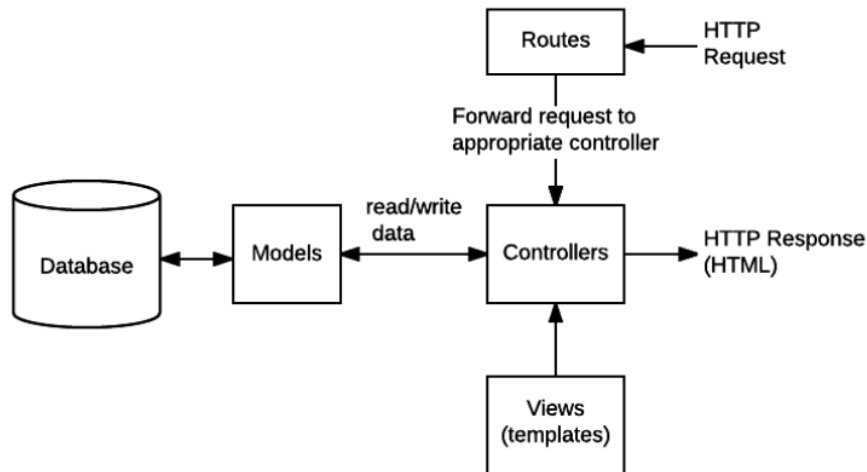 Routes
HTTP
Request
Forward request to
appropriate controller
read/write
data
Database
Models
Controllers
HTTP Response
(HTML)
Views
(templates)